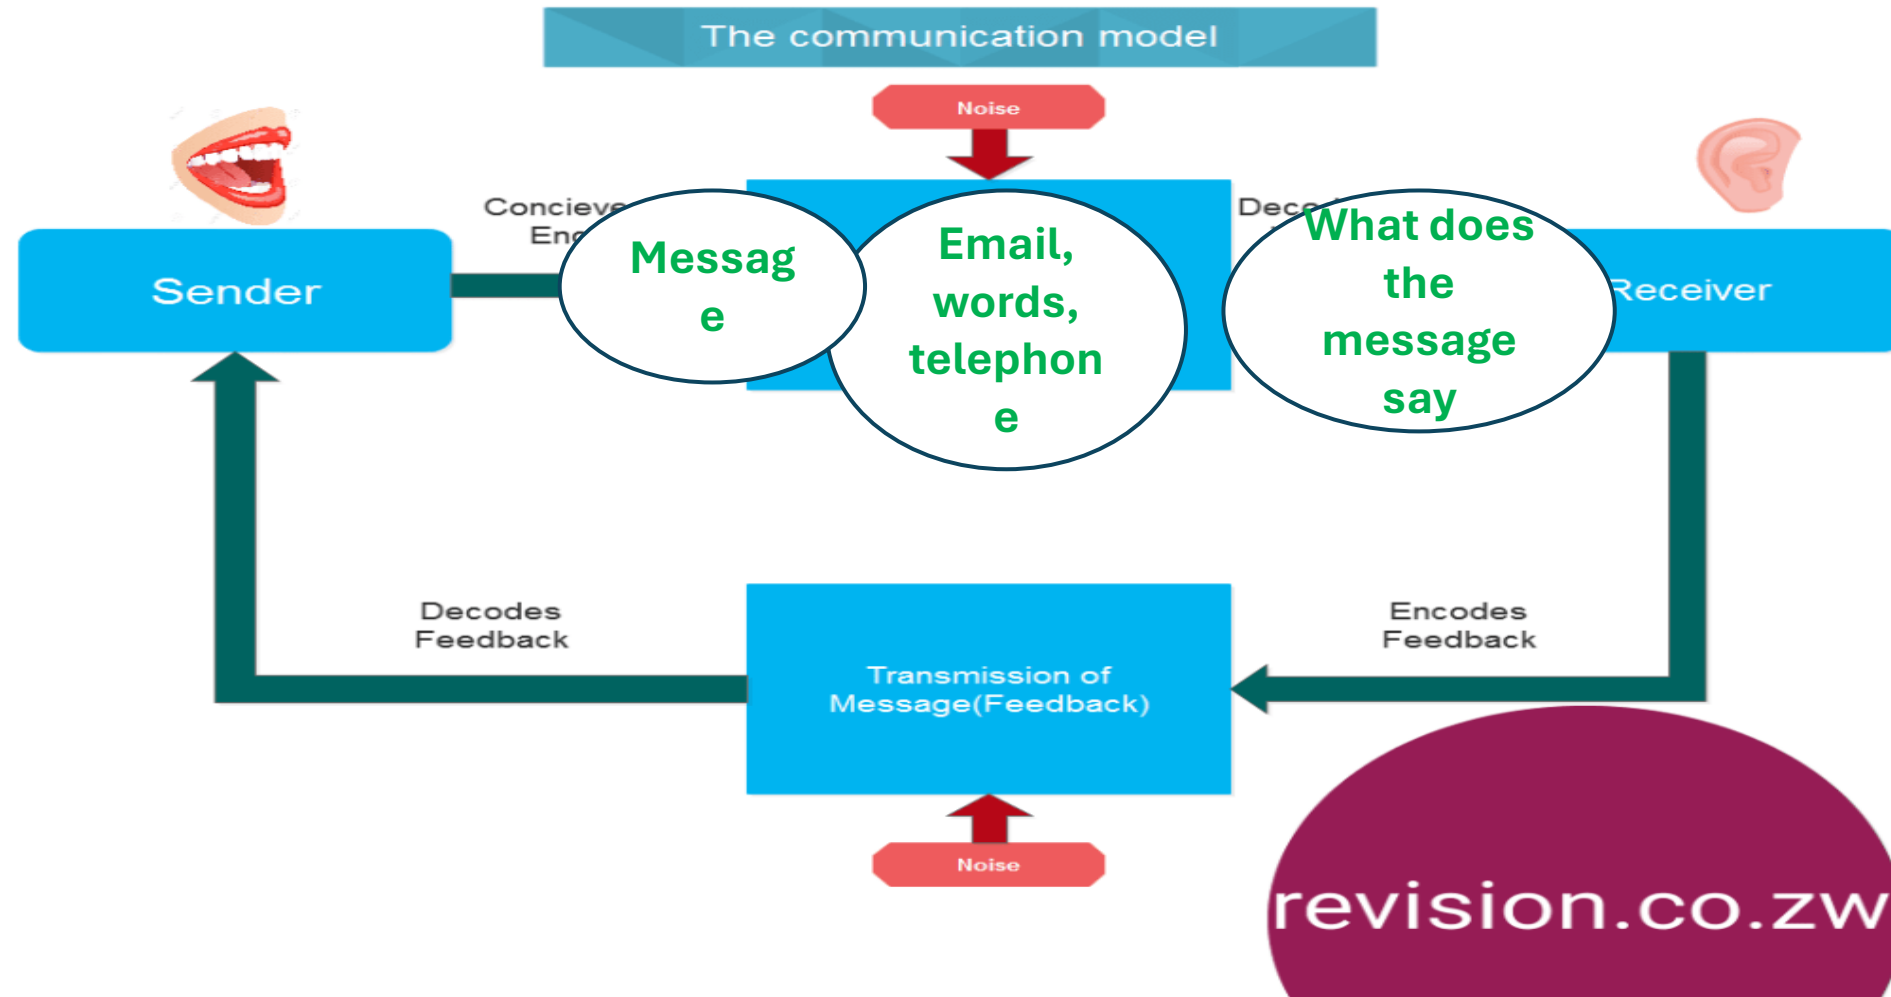 The communication model
Noise
Concieve
Messag
e
Email,
words,
telephon
e
What does
the
message
say
Sender
Receiver
Decodes
Feedback
Encodes
Feedback
Transmission of
Message(Feedback)
Noise
revision.co.zw